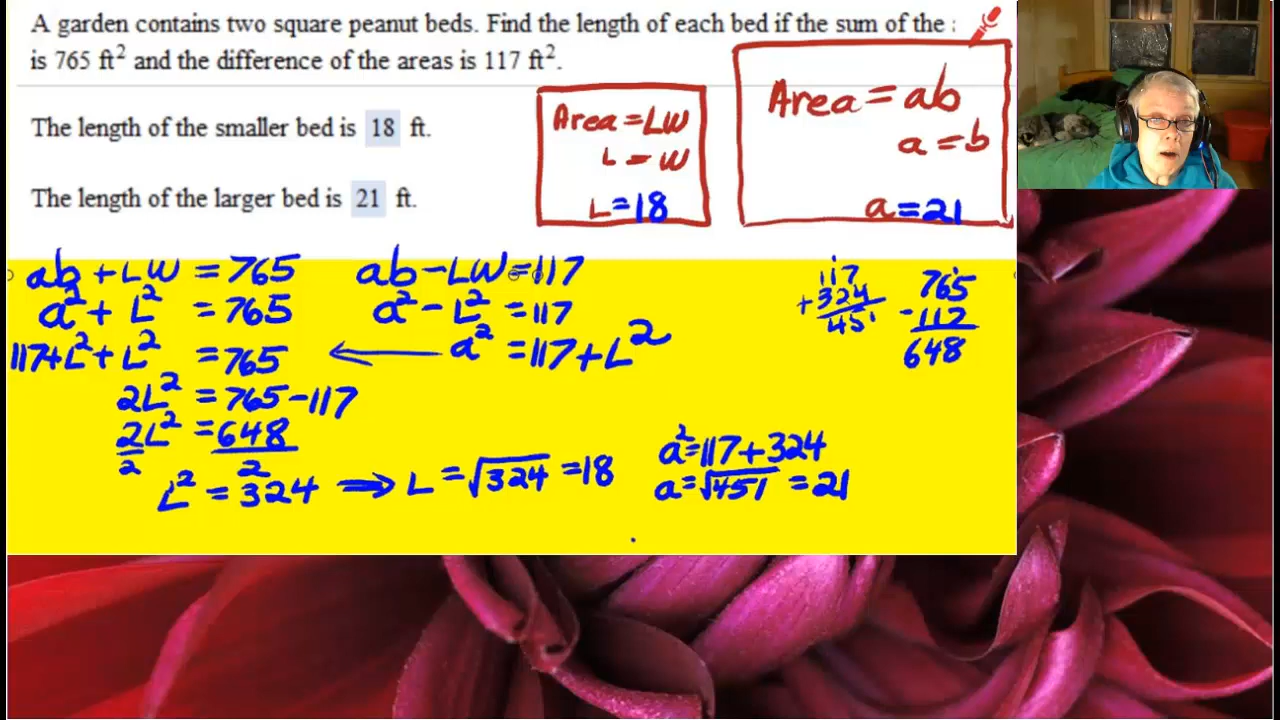 A garden contains two square peanut beds. Find the length of each bed if the sum of the
is 765 ft² and the difference of the areas is 117 ft².
The length of the smaller bed is 18 ft.
The length of the larger bed is 21 ft.
Area = LW
L = W
L = 18
Area = ab
a = b
a = 21
ab + LW = 765
a² + L² = 765
117 + L² + L² = 765
2L² = 765 - 117
2L² = 648
2 2
L² = 324 ⟹ L = √324 = 18
ab - LW = 117
a² - L² = 117
a² = 117 + L²
a² = 117 + 324
a = √451 = 21
1
117
+ 324
451
765
- 117
648